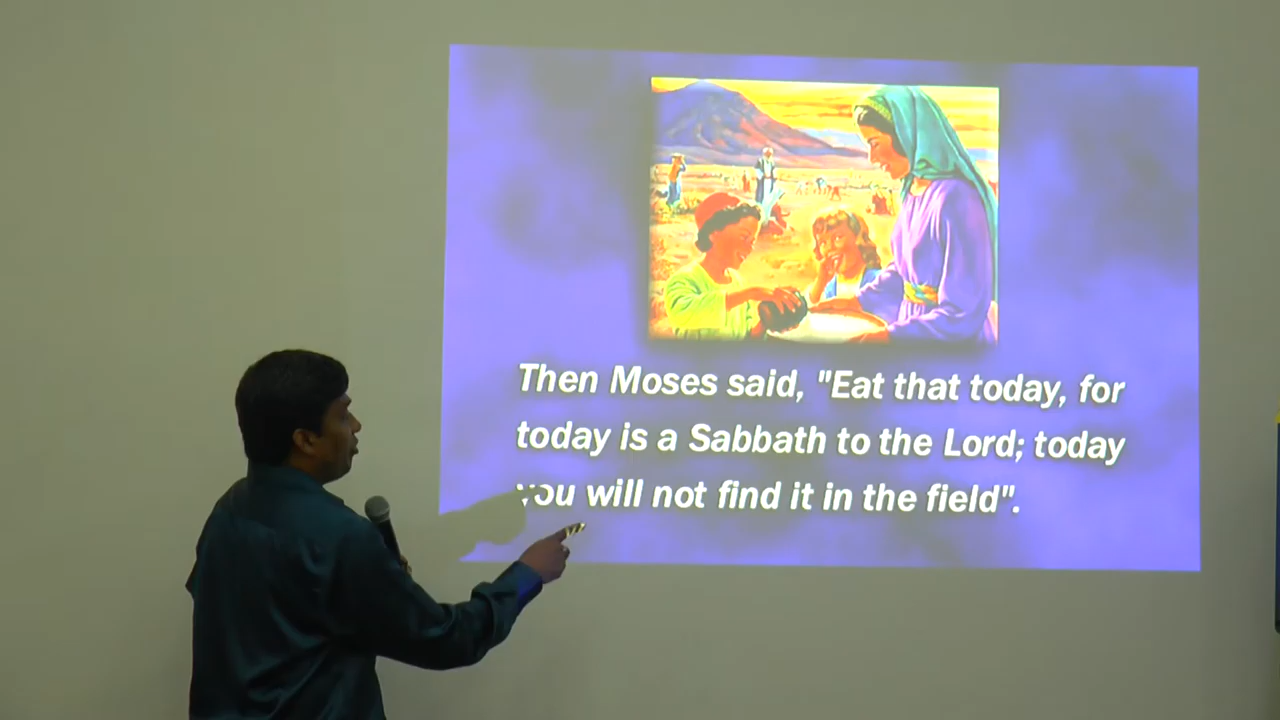 Then Moses said, "Eat that today, for
today is a Sabbath to the Lord; today
you will not find it in the field".